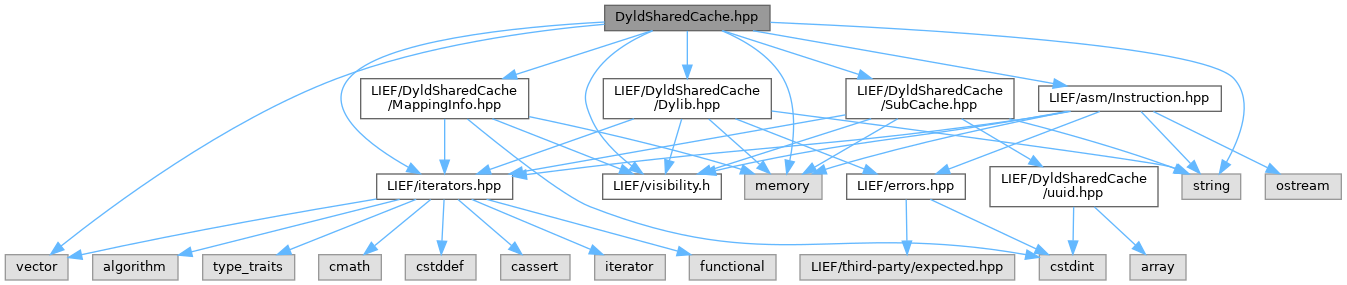 DyldSharedCache.hpp
LIEF/DyldSharedCache
/MappingInfo.hpp
LIEF/DyldSharedCache
/Dylib.hpp
LIEF/DyldSharedCache
/SubCache.hpp
LIEF/asm/Instruction.hpp
LIEF/iterators.hpp
LIEF/visibility.h
memory
LIEF/errors.hpp
LIEF/DyldSharedCache
/uuid.hpp
string
ostream
vector
algorithm
type_traits
cmath
cstddef
cassert
iterator
functional
LIEF/third-party/expected.hpp
cstdint
array